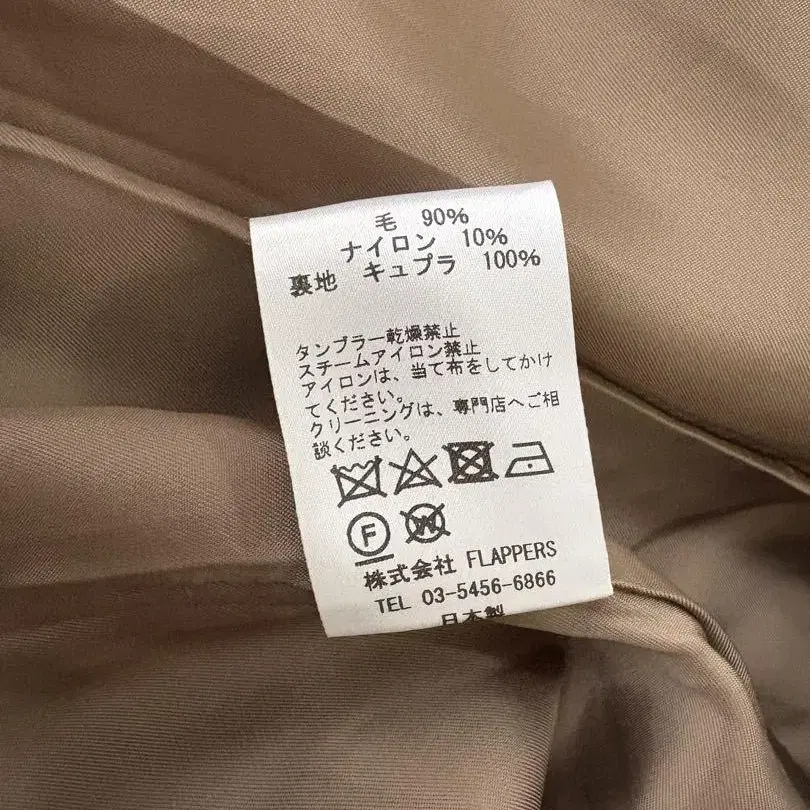 毛 90%
ナイロン 10%
裏地 キュプラ 100%
タンブラー乾燥禁止
スチームアイロン禁止
アイロンは、当て布をしてかけ
てください。
クリーニングは、専門店へご相
談ください。
F W
株式会社 FLAPPERS
TEL 03-5456-6866
日本製